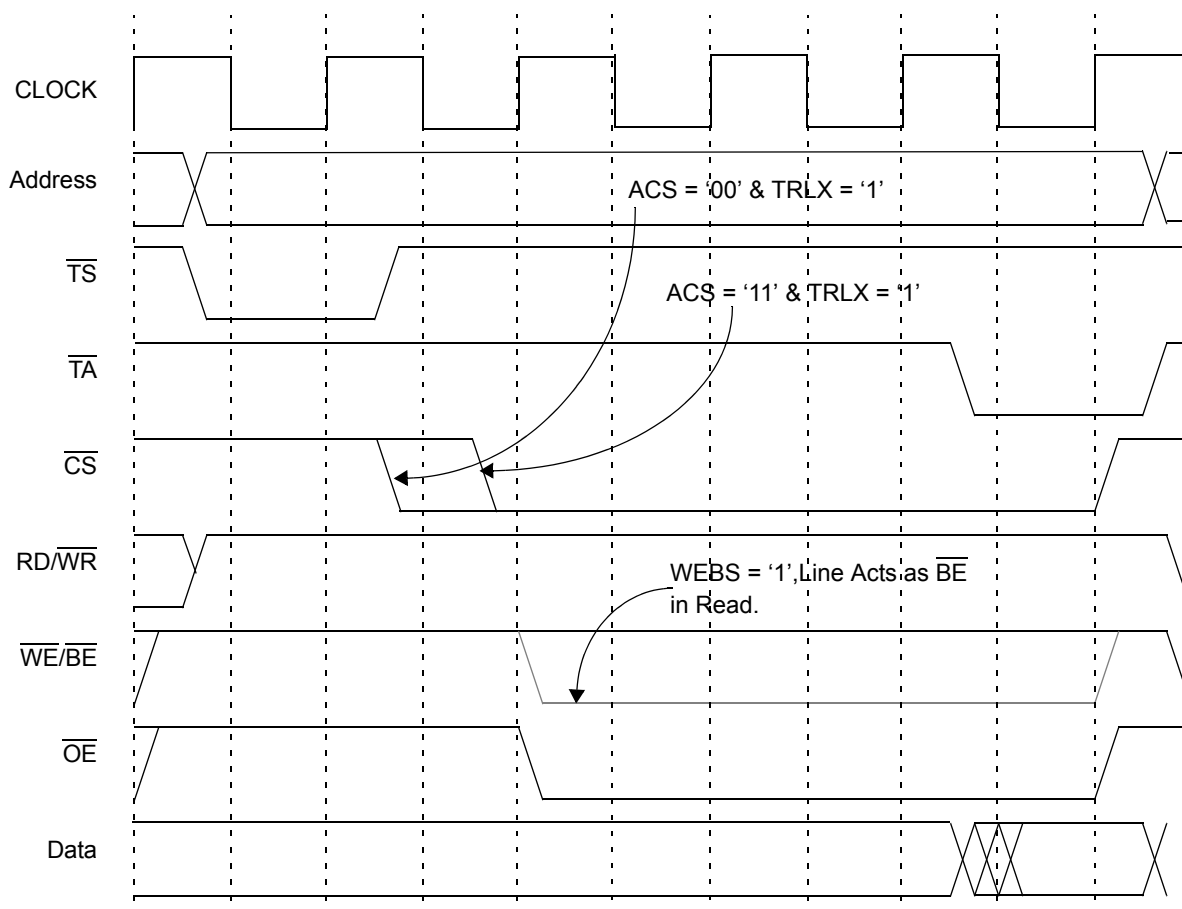 CLOCK
Address
ACS = ‘00’ & TRLX = ‘1’
TS
ACS = ‘11’ & TRLX = ‘1’
TA
CS
RD/WR
WEBS = ‘1’,Line Acts as BE
in Read.
WE/BE
OE
Data